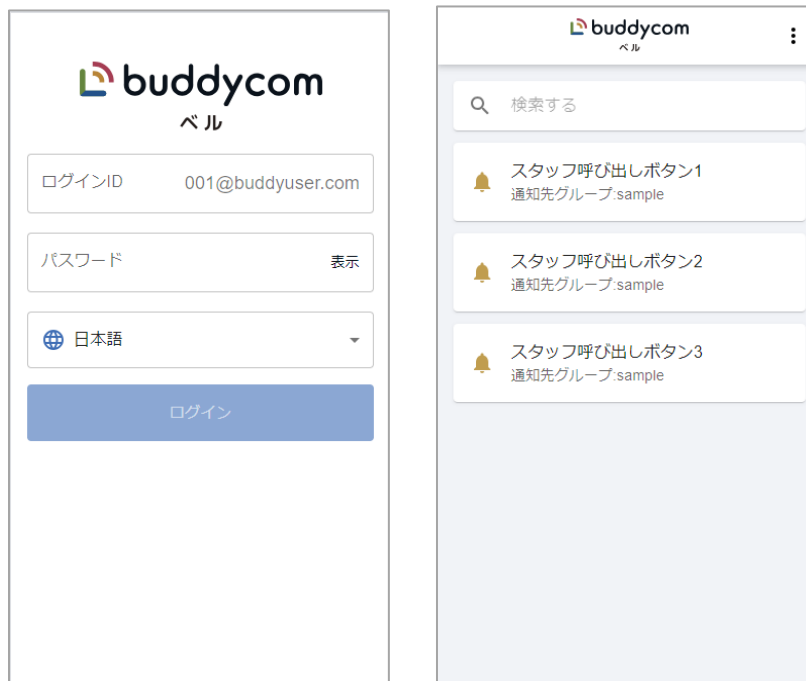 buddycom
ベル
ログインID 001@buddyuser.com
パスワード 表示
日本語
ログイン
buddycom
ベル
検索する
スタッフ呼び出しボタン1
通知先グループ:sample
スタッフ呼び出しボタン2
通知先グループ:sample
スタッフ呼び出しボタン3
通知先グループ:sample